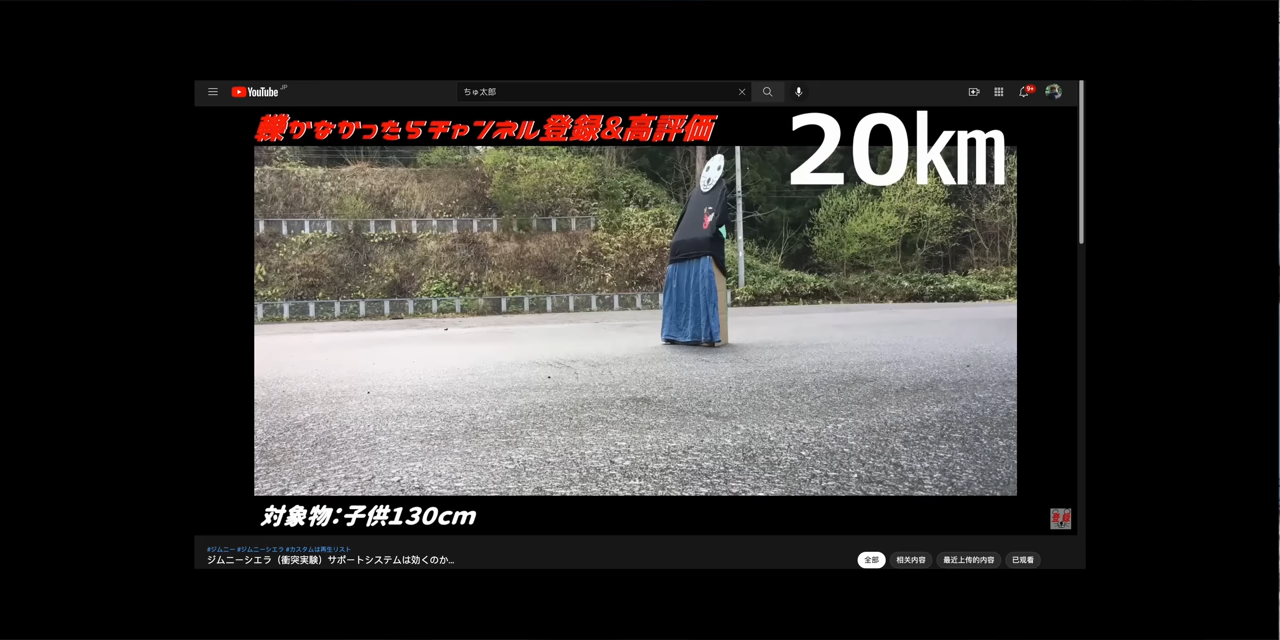 YouTube JP
ちゅ太郎
9+
轢かなかったらチャンネル登録&高評価
20km
対象物:子供130cm
登録
#ジムニー #ジムニーシエラ #カスタムは再生リスト
ジムニーシエラ（衝突実験）サポートシステムは効くのか...
全部 相关内容 最近上传的内容 已观看